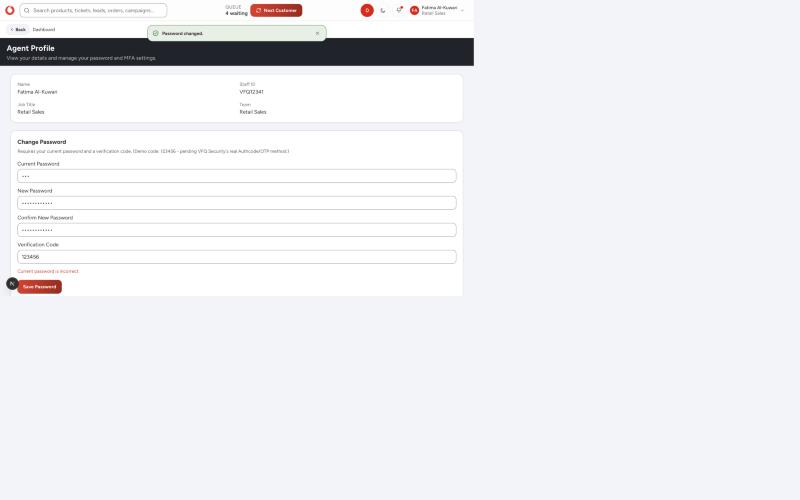 Search products, tickets, leads, orders, campaigns...
QUEUE
4 waiting
Next Customer
FA
Fatima Al-Kuwari
Retail Sales
Back
Dashboard
Password changed.
Agent Profile
View your details and manage your password and MFA settings.
Name
Fatima Al-Kuwari
Staff ID
VFQ12341
Job Title
Retail Sales
Team
Retail Sales
Change Password
Requires your current password and a verification code. (Demo code: 123456 - pending VFQ Security's real Authcode/OTP method.)
Current Password
•••
New Password
••••••••••••
Confirm New Password
••••••••••••
Verification Code
123456
Current password is incorrect
N
Save Password